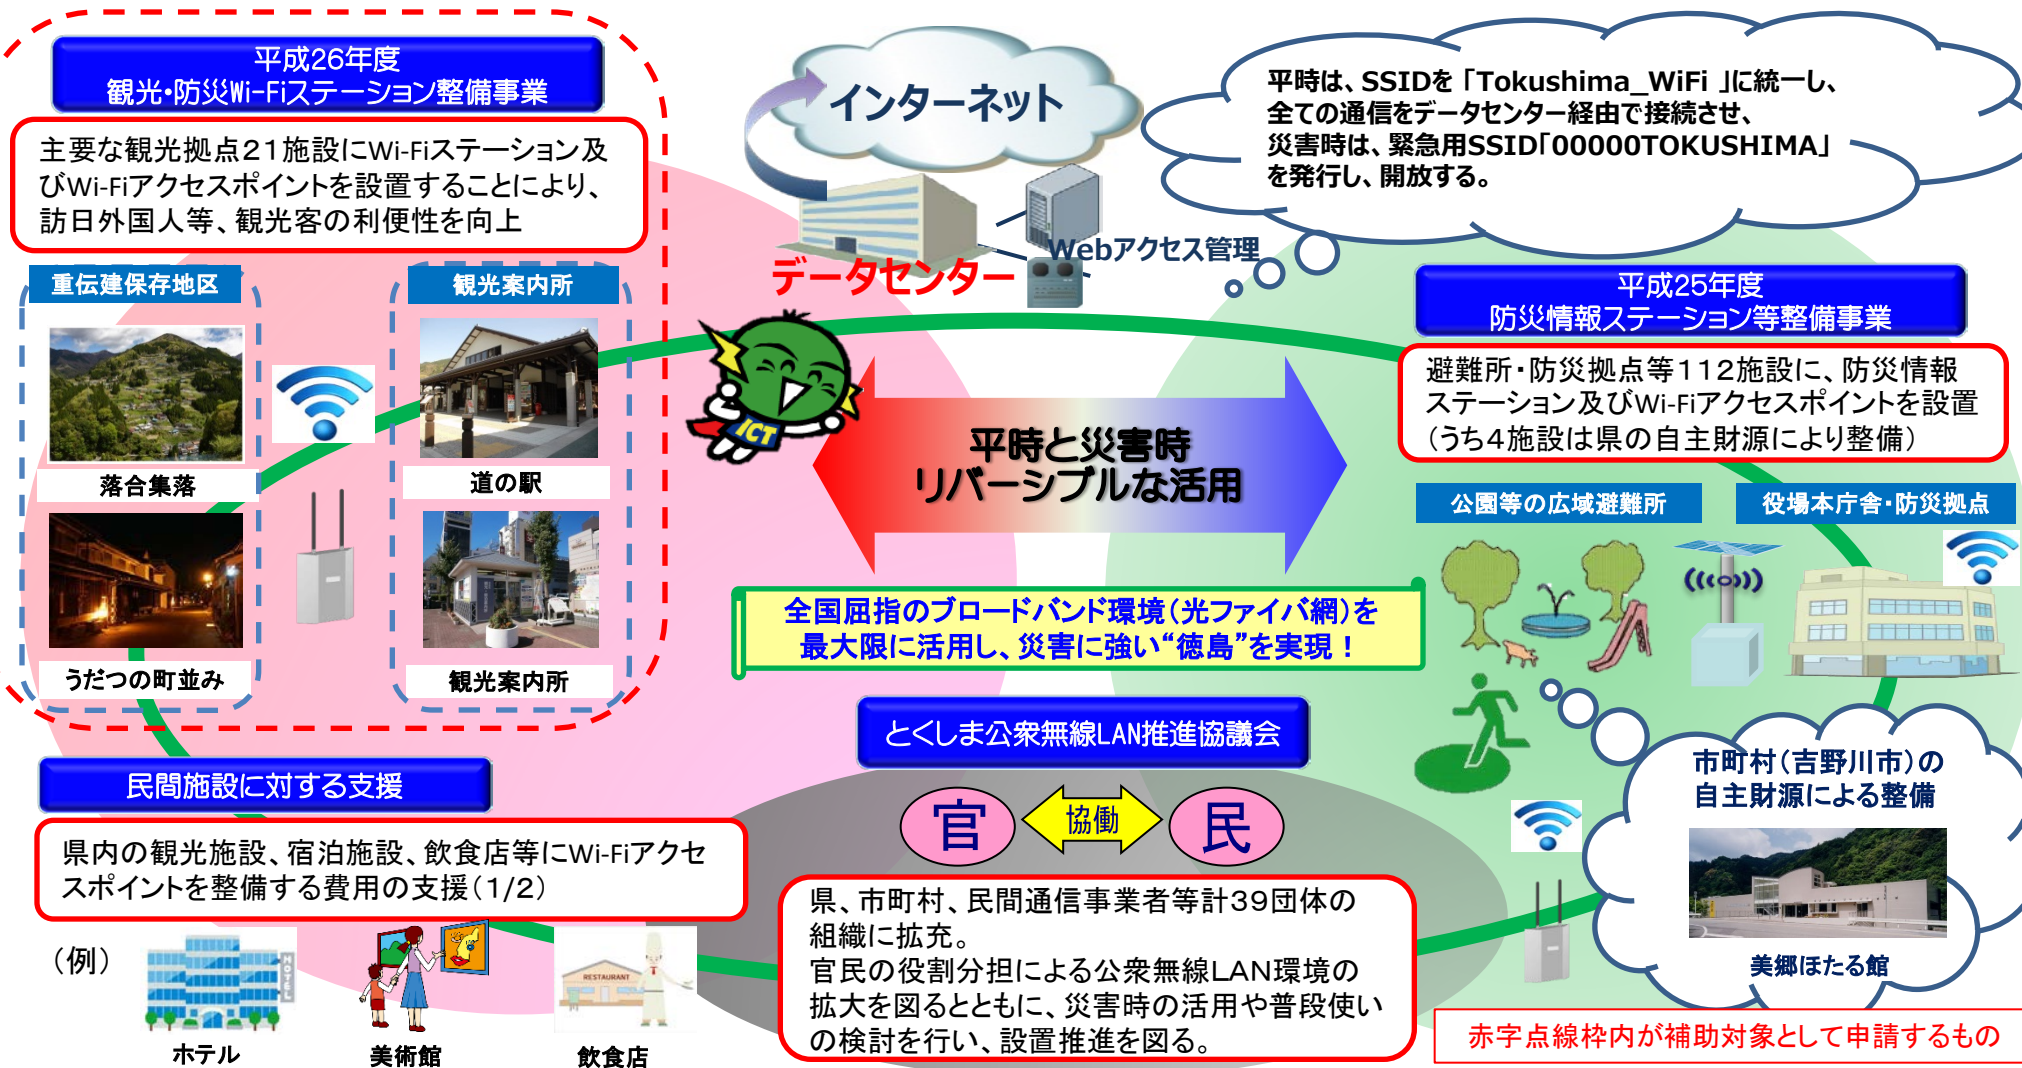 平成26年度
観光・防災Wi-Fiステーション整備事業
主要な観光拠点21施設にWi-Fiステーション及
びWi-Fiアクセスポイントを設置することにより、
訪日外国人等、観光客の利便性を向上
重伝建保存地区
観光案内所
落合集落
道の駅
うだつの町並み
観光案内所
インターネット
データセンター
Webアクセス管理
平時は、SSIDを「Tokushima_WiFi」に統一し、
全ての通信をデータセンター経由で接続させ、
災害時は、緊急用SSID「00000TOKUSHIMA」
を発行し、開放する。
平成25年度
防災情報ステーション等整備事業
避難所・防災拠点等112施設に、防災情報
ステーション及びWi-Fiアクセスポイントを設置
(うち4施設は県の自主財源により整備)
公園等の広域避難所
役場本庁舎・防災拠点
ICT
平時と災害時
リバーシブルな活用
全国屈指のブロードバンド環境(光ファイバ網)を
最大限に活用し、災害に強い“徳島”を実現!
とくしま公衆無線LAN推進協議会
官
協働
民
県、市町村、民間通信事業者等計39団体の
組織に拡充。
官民の役割分担による公衆無線LAN環境の
拡大を図るとともに、災害時の活用や普段使い
の検討を行い、設置推進を図る。
民間施設に対する支援
県内の観光施設、宿泊施設、飲食店等にWi-Fiアクセ
スポイントを整備する費用の支援(1/2)
(例)
HOTEL
RESTAURANT
ホテル
美術館
飲食店
市町村(吉野川市)の
自主財源による整備
美郷ほたる館
赤字点線枠内が補助対象として申請するもの